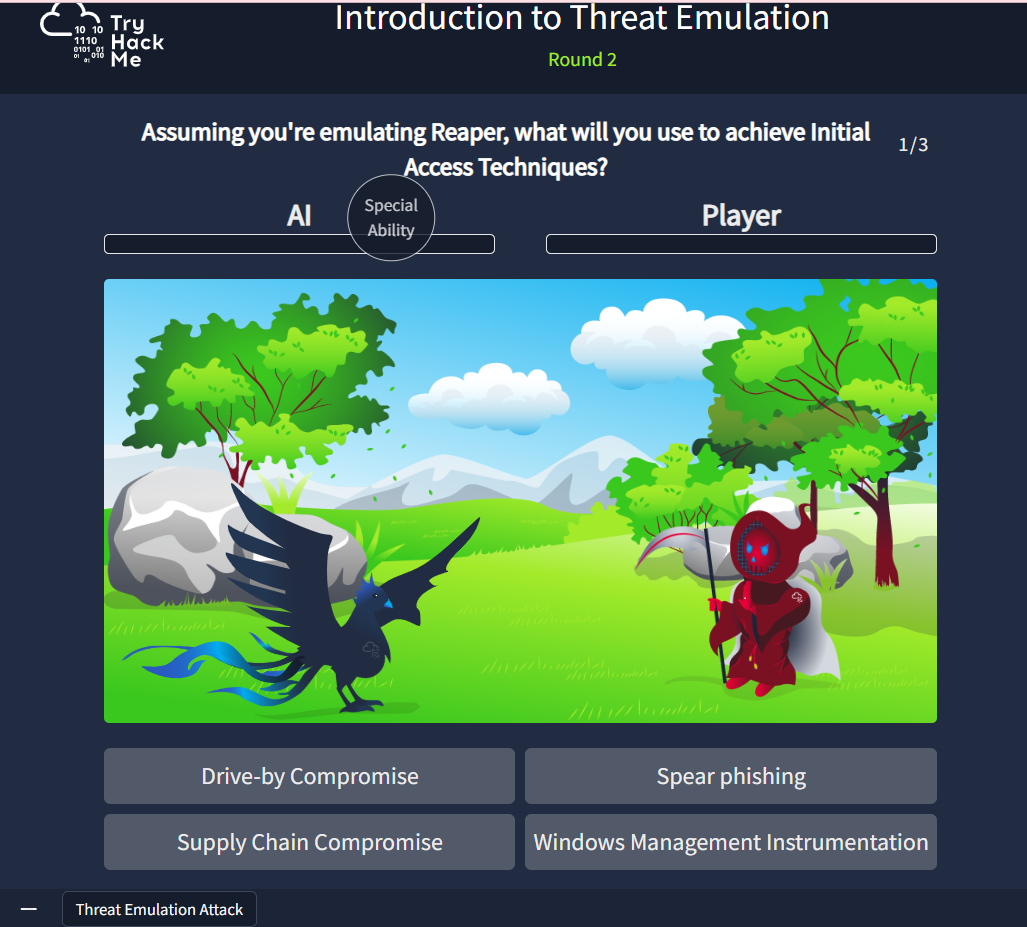 Try
Hack
Me
10 10
1110
0101 01
01 010
01
Introduction to Threat Emulation
Round 2
Assuming you're emulating Reaper, what will you use to achieve Initial
Access Techniques?
1/3
AI
Special
Ability
Player
Drive-by Compromise
Spear phishing
Supply Chain Compromise
Windows Management Instrumentation
Threat Emulation Attack